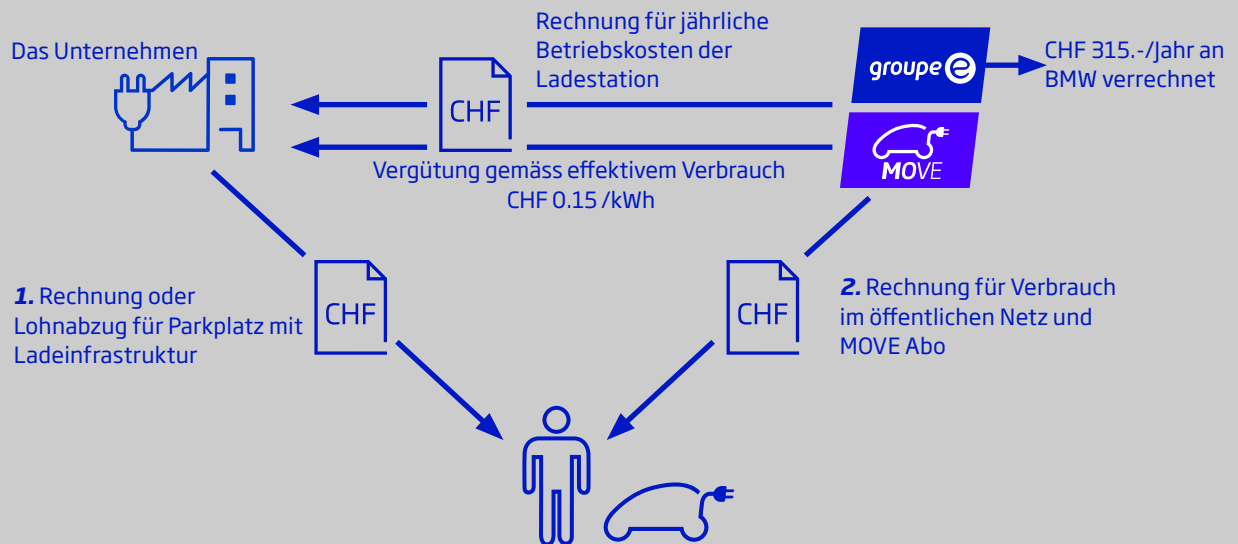 Das Unternehmen
Rechnung für jährliche
Betriebskosten der
Ladestation
groupe e
CHF 315.-/Jahr an
BMW verrechnet
CHF
MOVE
Vergütung gemäss effektivem Verbrauch
CHF 0.15 /kWh
1. Rechnung oder
Lohnabzug für Parkplatz mit
Ladeinfrastruktur
CHF
CHF
2. Rechnung für Verbrauch
im öffentlichen Netz und
MOVE Abo